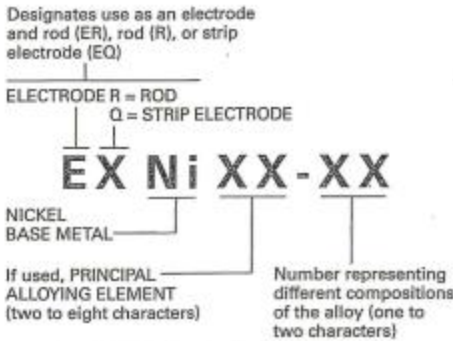 Designates use as an electrode
and rod (ER), rod (R), or strip
electrode (EQ)
ELECTRODE R = ROD
Q = STRIP ELECTRODE
EX Ni XX-XX
NICKEL
BASE METAL
If used, PRINCIPAL
ALLOYING ELEMENT
(two to eight characters)
Number representing
different compositions
of the alloy (one to
two characters)